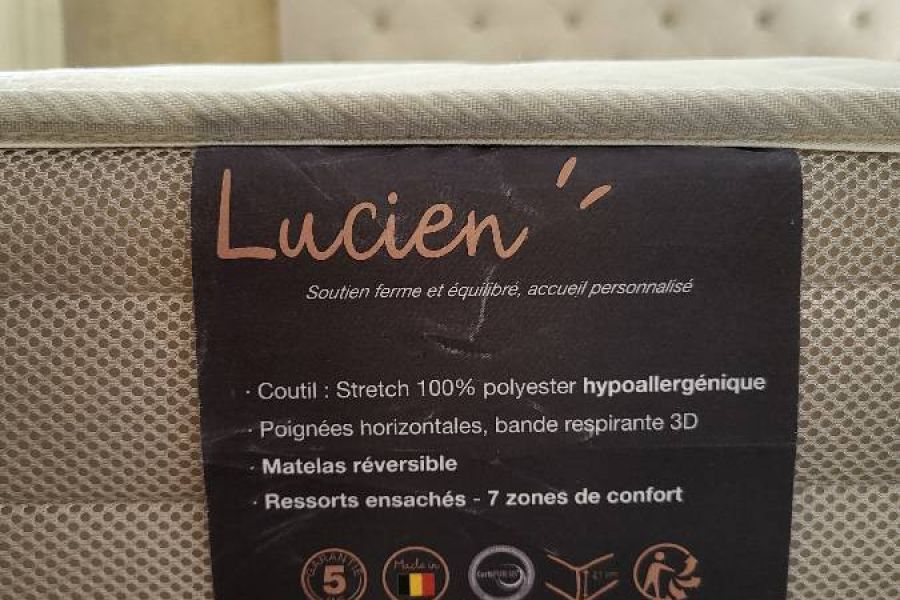 Lucien
Soutien ferme et équilibré, accueil personnalisé
· Coutil : Stretch 100% polyester hypoallergénique
· Poignées horizontales, bande respirante 3D
· Matelas réversible
· Ressorts ensachés - 7 zones de confort
GARANTIE
5
Made in